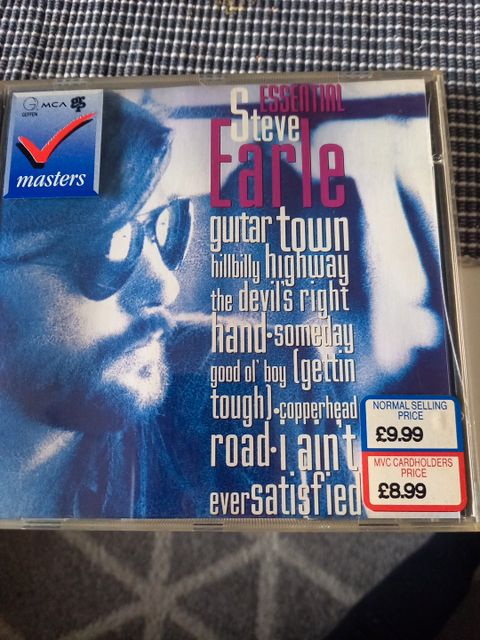 GEFFEN
MCA
GRP
masters
ESSENTIAL
Steve
Earle
guitar town
hillbilly highway
the devil's right
hand•someday
good ol' boy (gettin
tough)•copperhead
road•i ain't
ever satisfied
NORMAL SELLING
PRICE
£9.99
MVC CARDHOLDERS
PRICE
£8.99